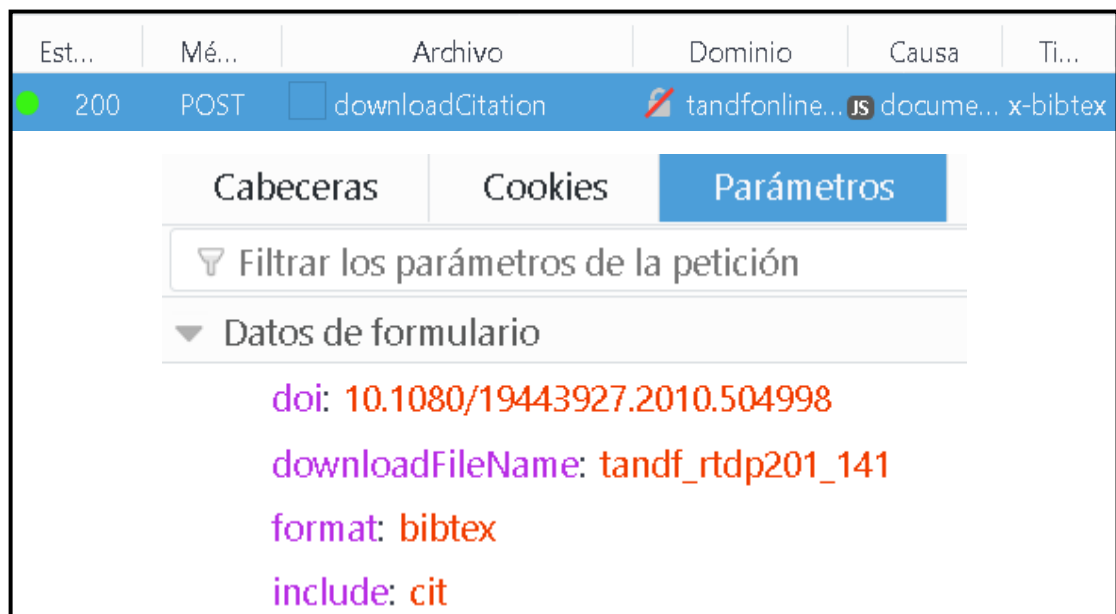 Est... Mé... Archivo Dominio Causa Ti...
200 POST downloadCitation tandfonline... JS docume... x-bibtex
Cabeceras Cookies Parámetros
Filtrar los parámetros de la petición
Datos de formulario
doi: 10.1080/19443927.2010.504998
downloadFileName: tandf_rtdp201_141
format: bibtex
include: cit